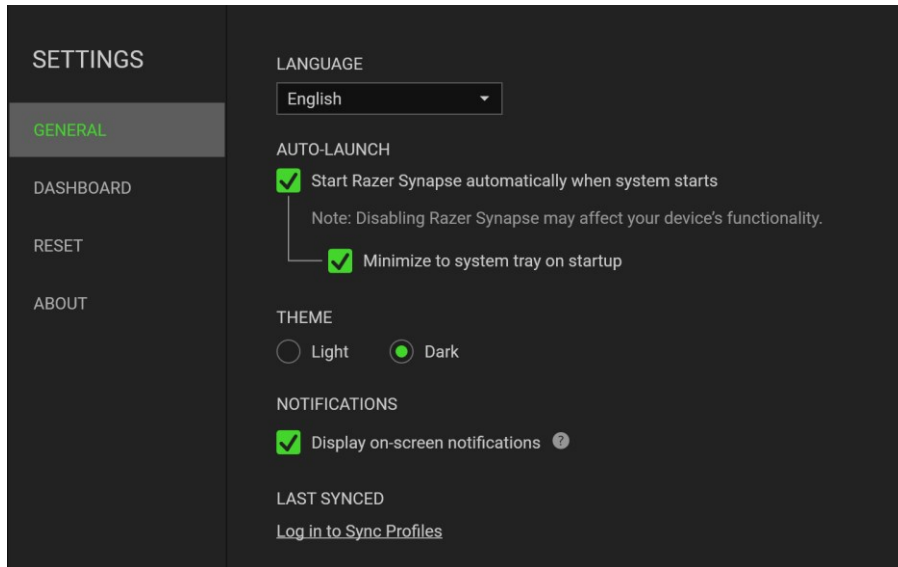 SETTINGS
GENERAL
DASHBOARD
RESET
ABOUT
LANGUAGE
English
AUTO-LAUNCH
Start Razer Synapse automatically when system starts
Note: Disabling Razer Synapse may affect your device’s functionality.
Minimize to system tray on startup
THEME
Light
Dark
NOTIFICATIONS
Display on-screen notifications ?
LAST SYNCED
Log in to Sync Profiles